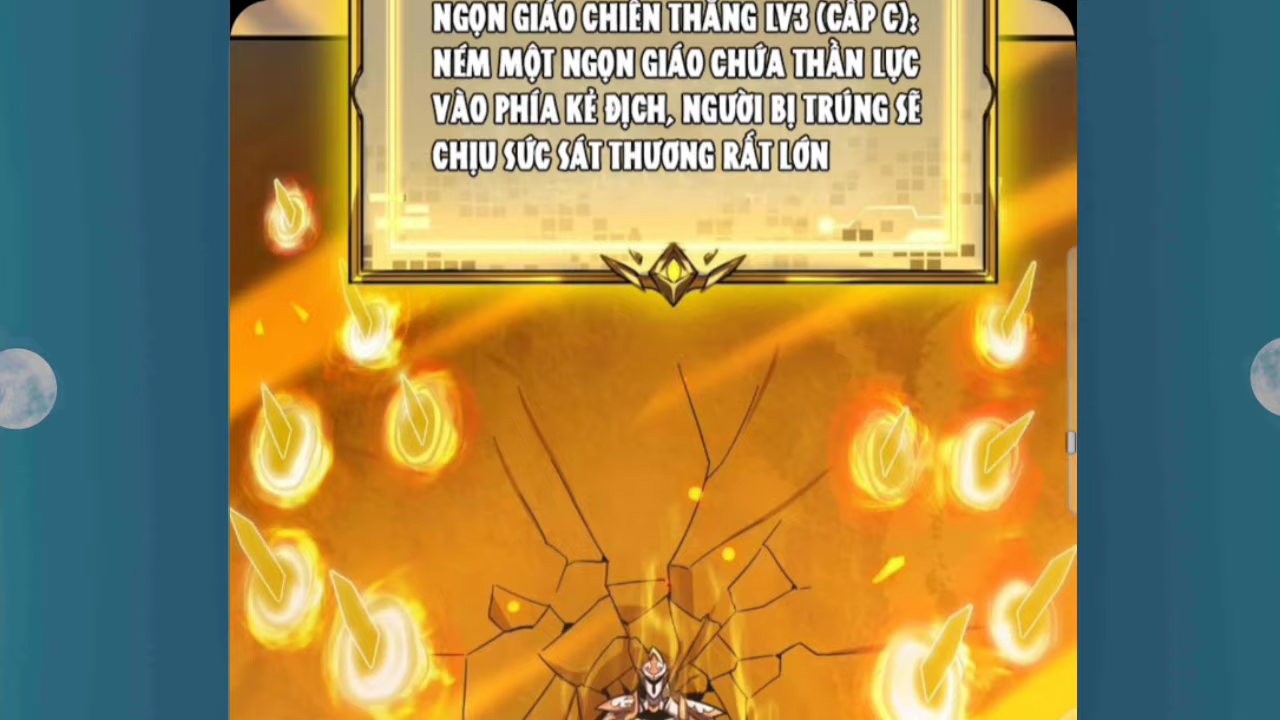 NGỌN GIÁO CHIẾN THẮNG LV3 (CẤP C):
NÉM MỘT NGỌN GIÁO CHỨA THẦN LỰC
VÀO PHÍA KẺ ĐỊCH, NGƯỜI BỊ TRÚNG SẼ
CHỊU SỨC SÁT THƯƠNG RẤT LỚN